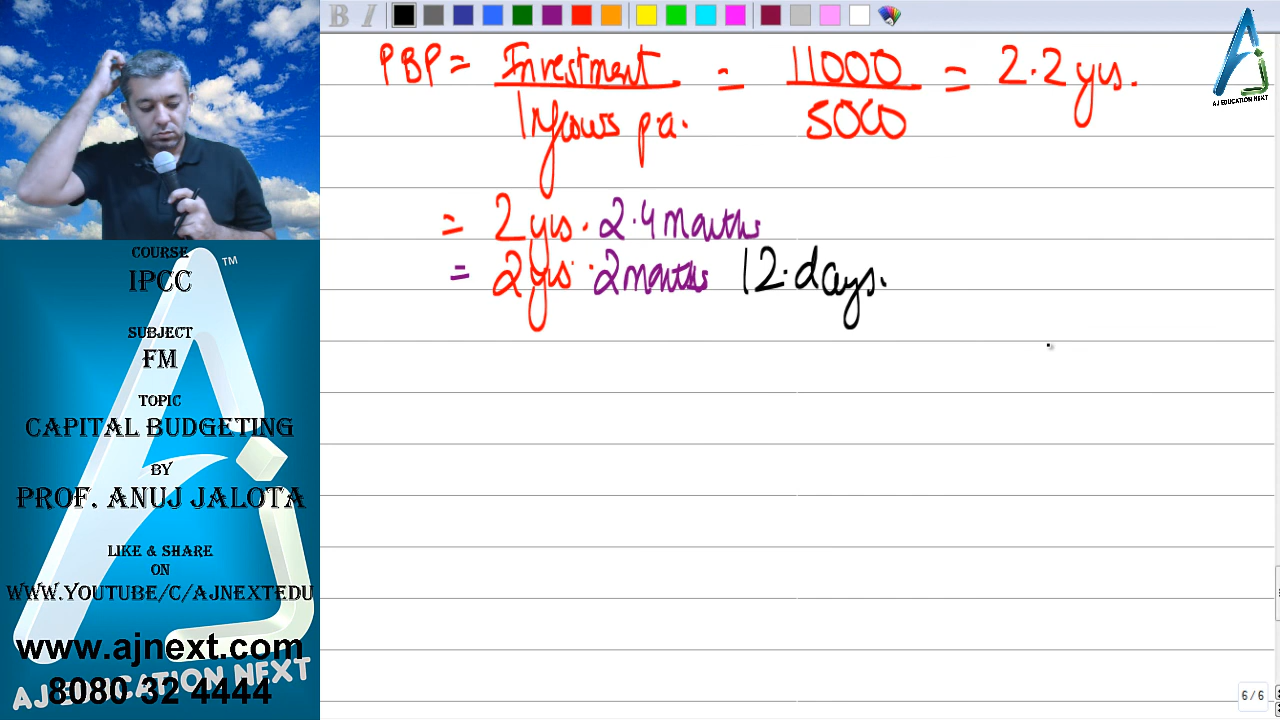 B I
PBP = Investment / Inflows p.a. = 11000 / 5000 = 2.2 yrs.
= 2 yrs. 2.4 months
= 2 yrs. 2 months 12 days.
AJ EDUCATION NEXT
TM
COURSE
IPCC
SUBJECT
FM
TOPIC
CAPITAL BUDGETING
BY
PROF. ANUJ JALOTA
LIKE & SHARE
ON
WWW.YOUTUBE/C/AJNEXTEDU
www.ajnext.com
AJ EDUCATION NEXT
8080 32 4444
6/6